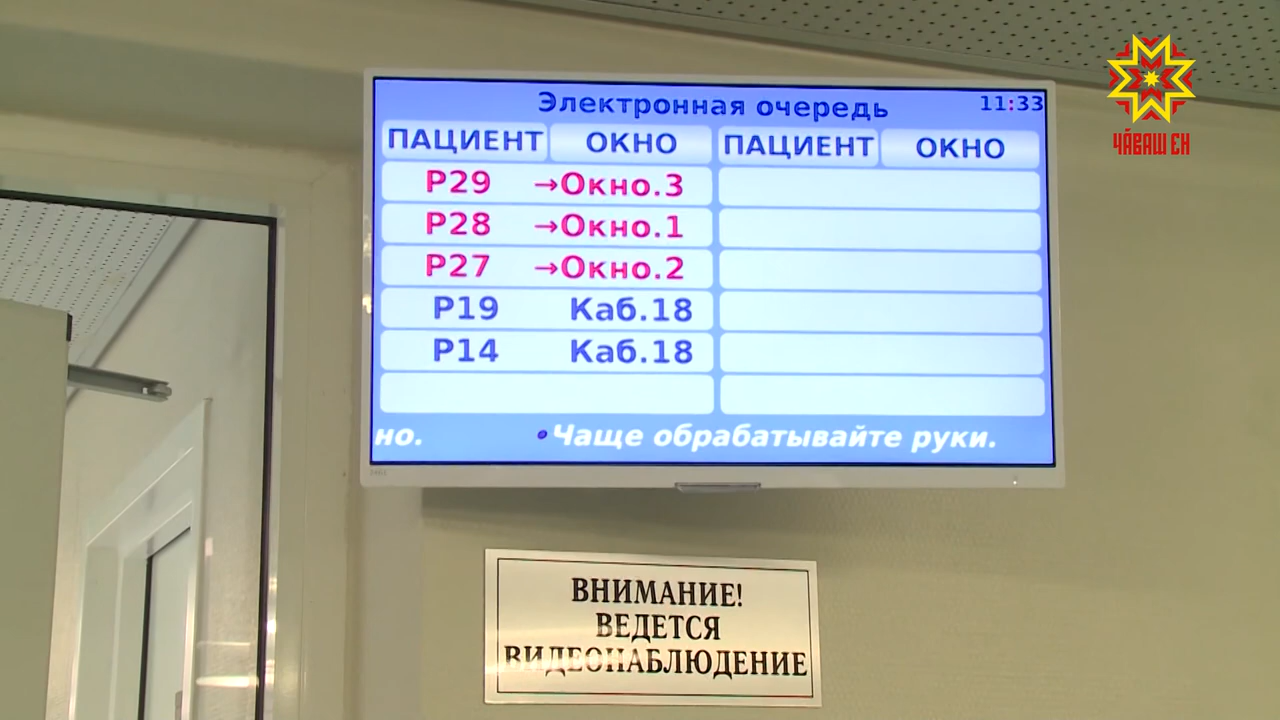 Электронная очередь 11:33
ПАЦИЕНТ ОКНО ПАЦИЕНТ ОКНО
P29 →Окно.3
P28 →Окно.1
P27 →Окно.2
P19 Каб.18
P14 Каб.18
но. •Чаще обрабатывайте руки.
ЧӐВАШ ЕН
ВНИМАНИЕ!
ВЕДЕТСЯ
ВИДЕОНАБЛЮДЕНИЕ